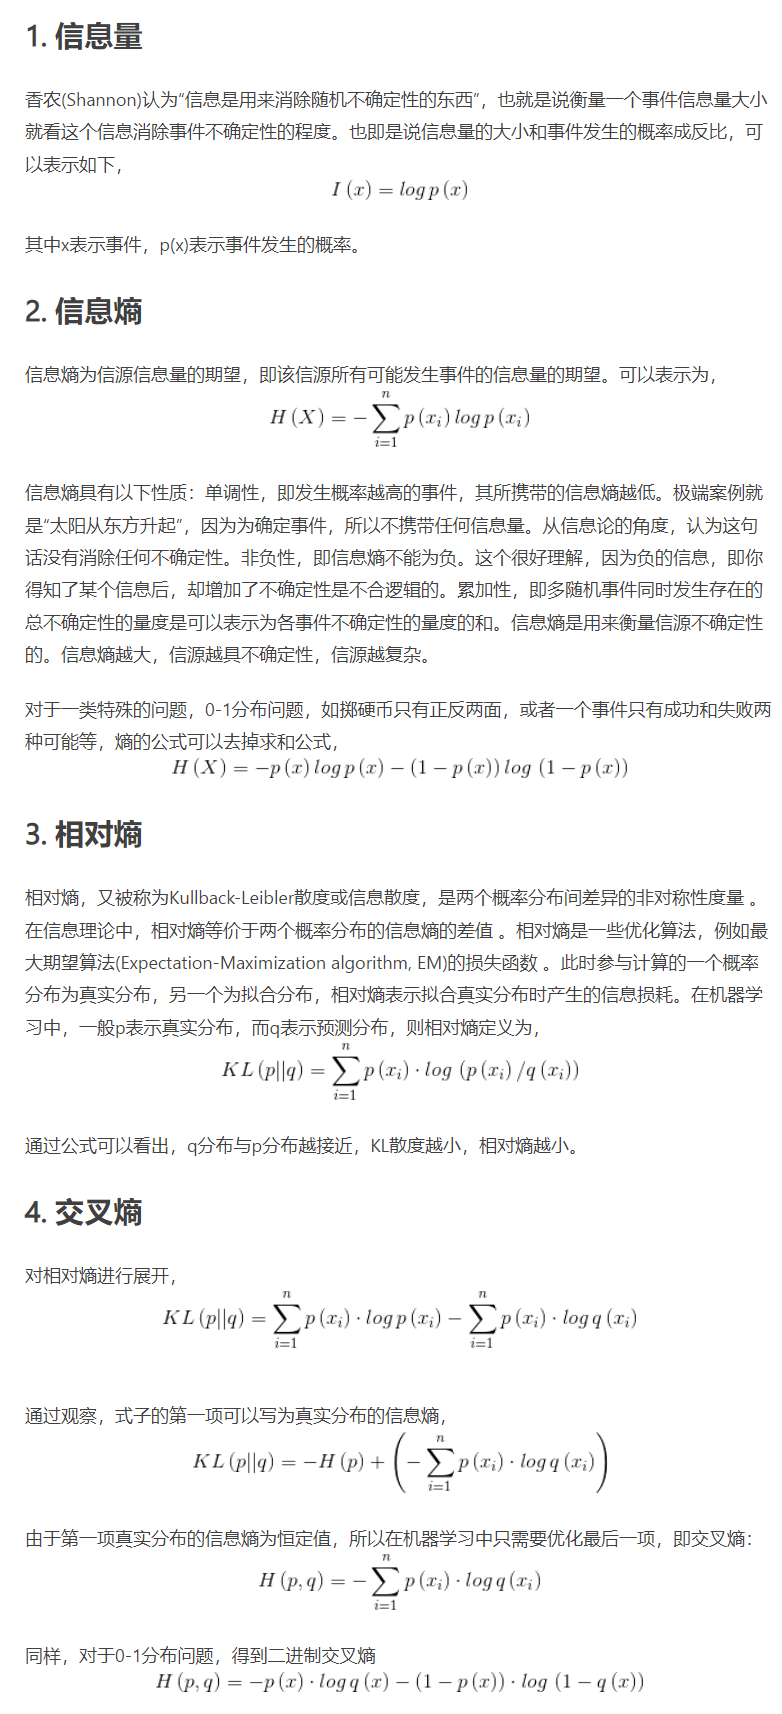 1. 信息量
香农(Shannon)认为“信息是用来消除随机不确定性的东西”，也就是说衡量一个事件信息量大小
就看这个信息消除事件不确定性的程度。也即是说信息量的大小和事件发生的概率成反比，可
以表示如下，
I (x) = log p (x)
其中x表示事件，p(x)表示事件发生的概率。
2. 信息熵
信息熵为信源信息量的期望，即该信源所有可能发生事件的信息量的期望。可以表示为，
H (X) = −∑_{i=1}^{n} p (x_i) log p (x_i)
信息熵具有以下性质：单调性，即发生概率越高的事件，其所携带的信息熵越低。极端案例就
是“太阳从东方升起”，因为为确定事件，所以不携带任何信息量。从信息论的角度，认为这句
话没有消除任何不确定性。非负性，即信息熵不能为负。这个很好理解，因为负的信息，即你
得知了某个信息后，却增加了不确定性是不合逻辑的。累加性，即多随机事件同时发生存在的
总不确定性的量度是可以表示为各事件不确定性的量度的和。信息熵是用来衡量信源不确定性
的。信息熵越大，信源越具不确定性，信源越复杂。
对于一类特殊的问题，0-1分布问题，如掷硬币只有正反两面，或者一个事件只有成功和失败两
种可能等，熵的公式可以去掉求和公式，
H (X) = −p (x) log p (x) − (1 − p (x)) log (1 − p (x))
3. 相对熵
相对熵，又被称为Kullback-Leibler散度或信息散度，是两个概率分布间差异的非对称性度量 。
在信息理论中，相对熵等价于两个概率分布的信息熵的差值 。相对熵是一些优化算法，例如最
大期望算法(Expectation-Maximization algorithm, EM)的损失函数 。此时参与计算的一个概率
分布为真实分布，另一个为拟合分布，相对熵表示拟合真实分布时产生的信息损耗。在机器学
习中，一般p表示真实分布，而q表示预测分布，则相对熵定义为，
KL (p||q) = ∑_{i=1}^{n} p (x_i) · log (p (x_i) /q (x_i))
通过公式可以看出，q分布与p分布越接近，KL散度越小，相对熵越小。
4. 交叉熵
对相对熵进行展开，
KL (p||q) = ∑_{i=1}^{n} p (x_i) · log p (x_i) − ∑_{i=1}^{n} p (x_i) · log q (x_i)
通过观察，式子的第一项可以写为真实分布的信息熵，
KL (p||q) = −H (p) + (−∑_{i=1}^{n} p (x_i) · log q (x_i))
由于第一项真实分布的信息熵为恒定值，所以在机器学习中只需要优化最后一项，即交叉熵：
H (p, q) = −∑_{i=1}^{n} p (x_i) · log q (x_i)
同样，对于0-1分布问题，得到二进制交叉熵
H (p, q) = −p (x) · log q (x) − (1 − p (x)) · log (1 − q (x))